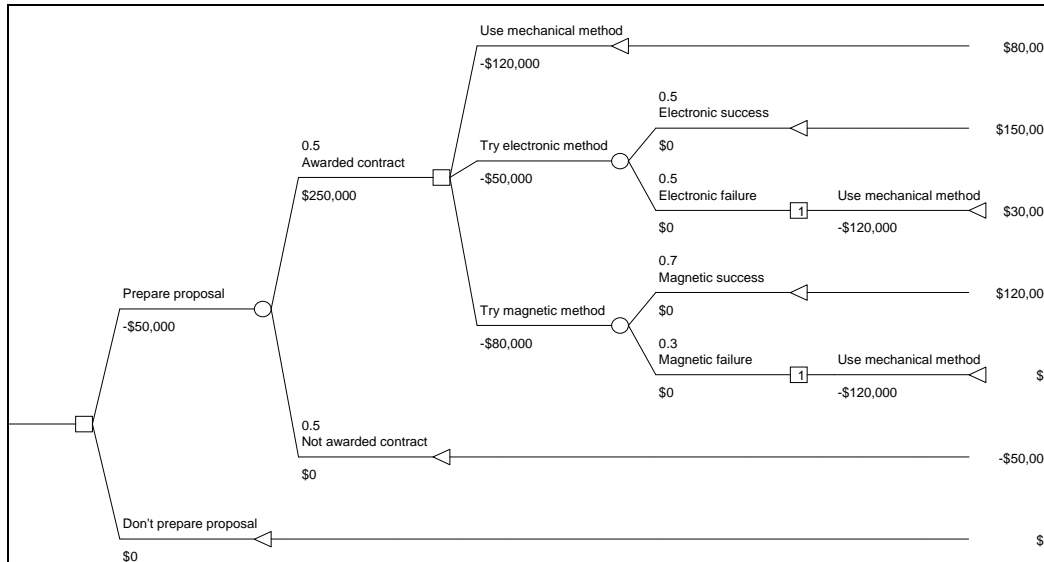 Use mechanical method
-$120,000
$80,00
0.5
Electronic success
$0
$150,00
0.5
Awarded contract
$250,000
Try electronic method
-$50,000
0.5
Electronic failure
$0
1
Use mechanical method
-$120,000
$30,00
0.7
Magnetic success
$0
$120,00
Prepare proposal
-$50,000
Try magnetic method
-$80,000
0.3
Magnetic failure
$0
1
Use mechanical method
-$120,000
$
0.5
Not awarded contract
$0
-$50,00
Don't prepare proposal
$0
$